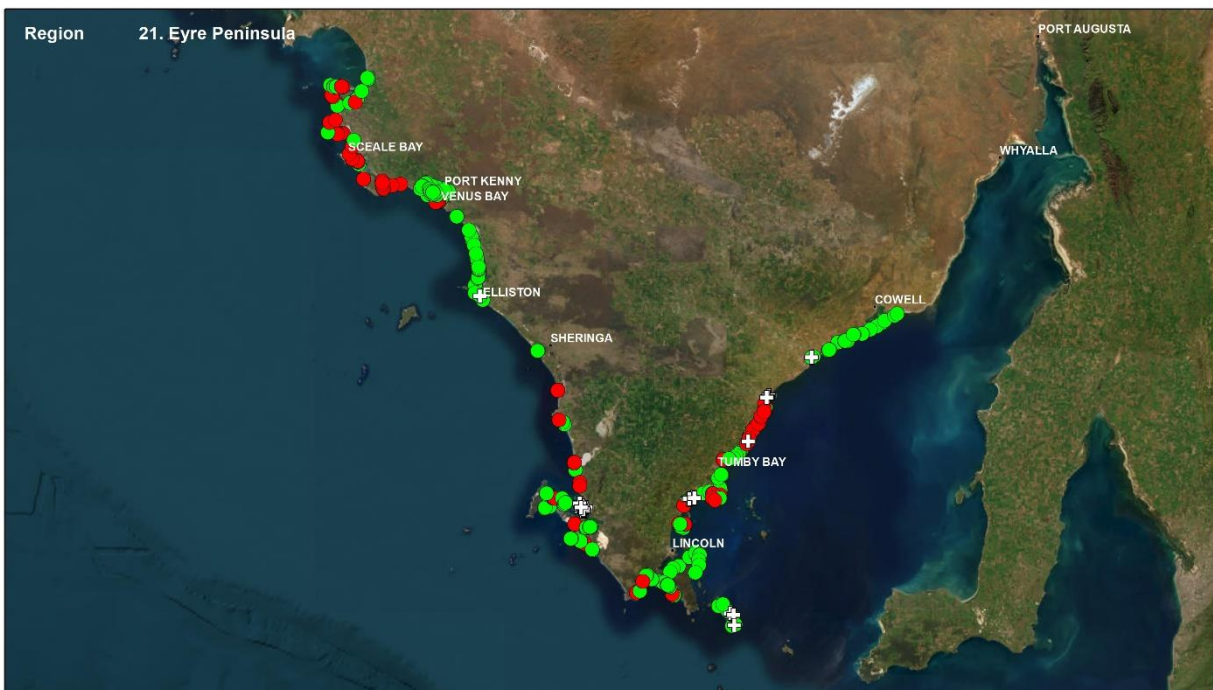 Region 21. Eyre Peninsula
PORT AUGUSTA
WHYALLA
SCEALE BAY
PORT KENNY
VENUS BAY
ELLISTON
COWELL
SHERINGA
TUMBY BAY
LINCOLN